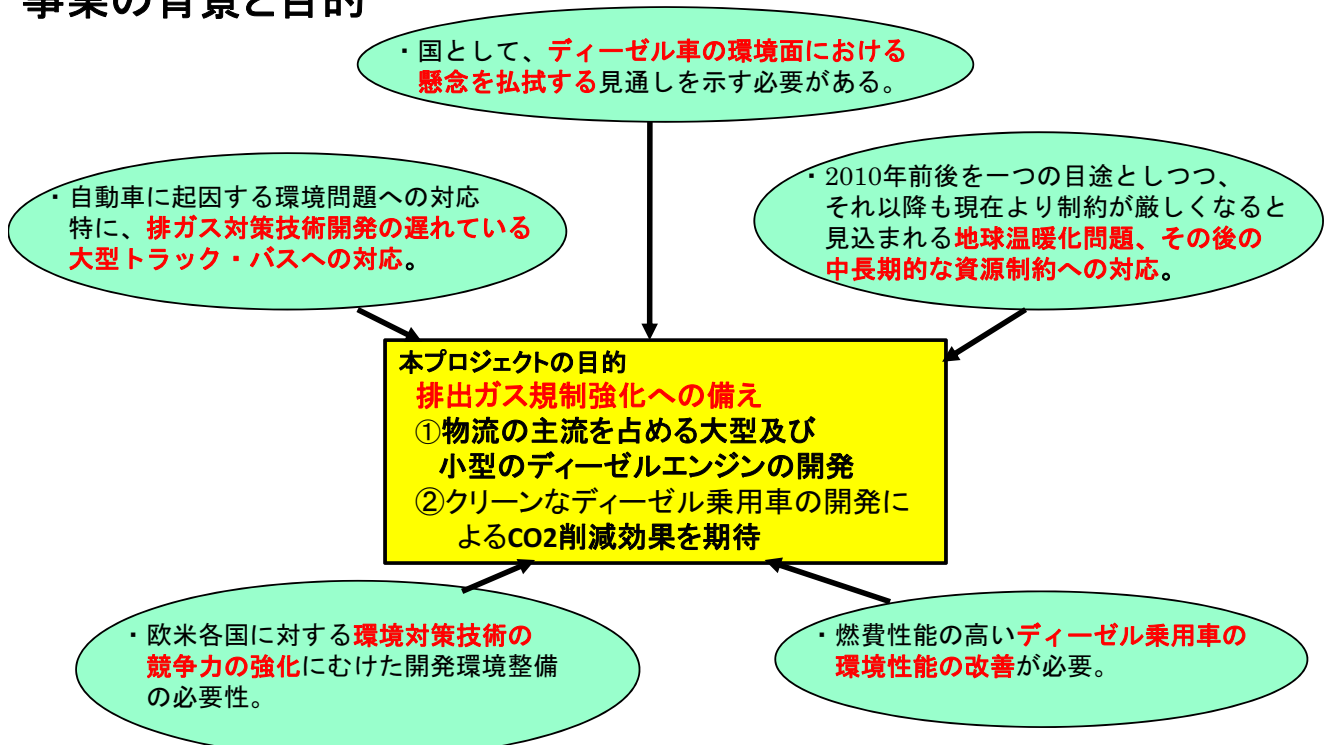 事業の背景と目的
・国として、ディーゼル車の環境面における
懸念を払拭する見通しを示す必要がある。
・自動車に起因する環境問題への対応
特に、排ガス対策技術開発の遅れている
大型トラック・バスへの対応。
・2010年前後を一つの目途としつつ、
それ以降も現在より制約が厳しくなると
見込まれる地球温暖化問題、その後の
中長期的な資源制約への対応。
本プロジェクトの目的
排出ガス規制強化への備え
①物流の主流を占める大型及び
小型のディーゼルエンジンの開発
②クリーンなディーゼル乗用車の開発に
よるCO2削減効果を期待
・欧米各国に対する環境対策技術の
競争力の強化にむけた開発環境整備
の必要性。
・燃費性能の高いディーゼル乗用車の
環境性能の改善が必要。